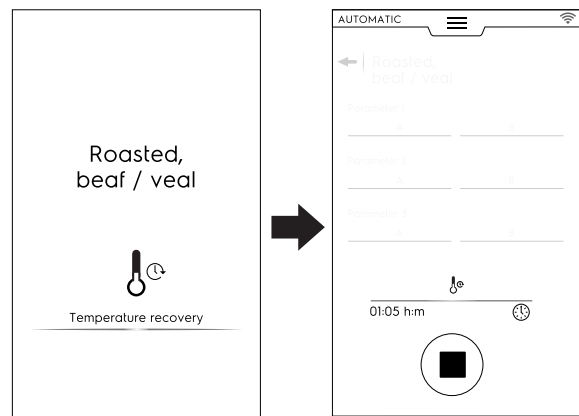 Roasted,
beaf / veal
Temperature recovery
AUTOMATIC
Roasted,
beaf / veal
Parameter 1
A B
Parameter 2
A B
Parameter 3
A B
01:05 h:m